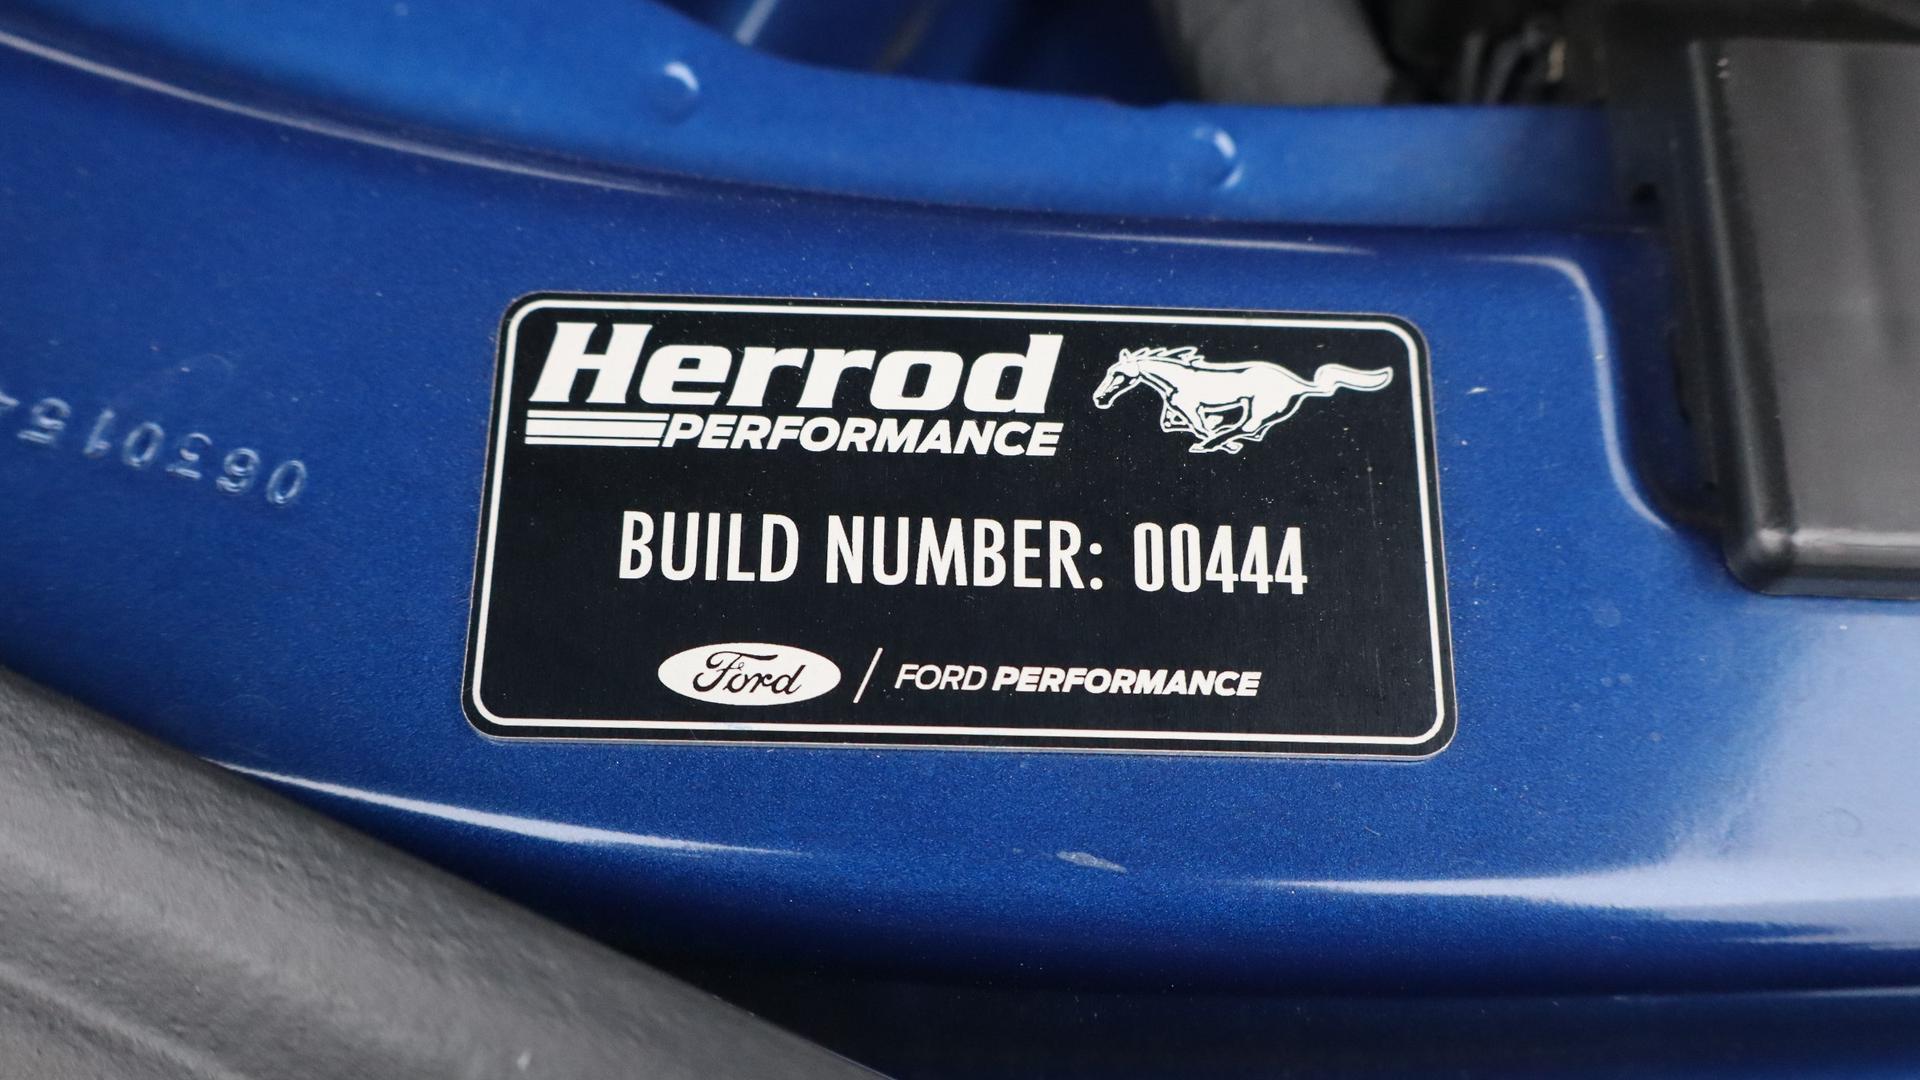 Herrod
PERFORMANCE
BUILD NUMBER: 00444
Ford / FORD PERFORMANCE